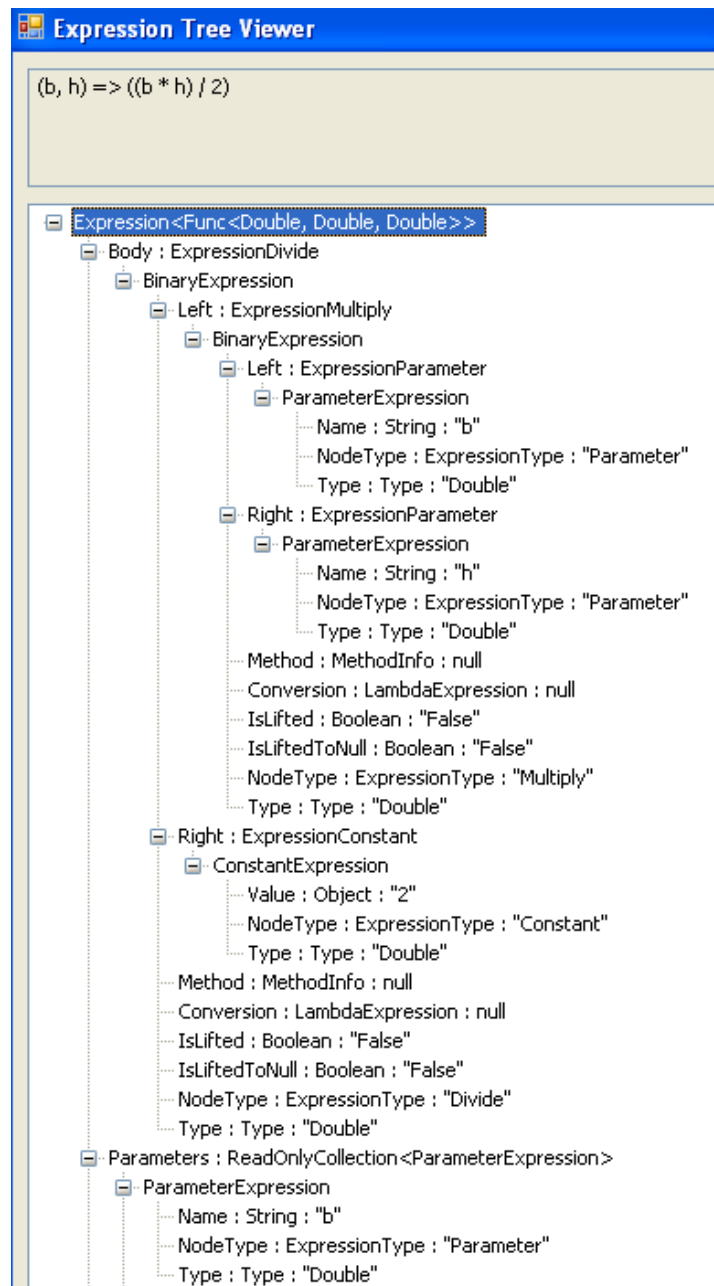 Expression Tree Viewer
(b, h) => ((b * h) / 2)
Expression<Func<Double, Double, Double>>
Body : ExpressionDivide
BinaryExpression
Left : ExpressionMultiply
BinaryExpression
Left : ExpressionParameter
ParameterExpression
Name : String : "b"
NodeType : ExpressionType : "Parameter"
Type : Type : "Double"
Right : ExpressionParameter
ParameterExpression
Name : String : "h"
NodeType : ExpressionType : "Parameter"
Type : Type : "Double"
Method : MethodInfo : null
Conversion : LambdaExpression : null
IsLifted : Boolean : "False"
IsLiftedToNull : Boolean : "False"
NodeType : ExpressionType : "Multiply"
Type : Type : "Double"
Right : ExpressionConstant
ConstantExpression
Value : Object : "2"
NodeType : ExpressionType : "Constant"
Type : Type : "Double"
Method : MethodInfo : null
Conversion : LambdaExpression : null
IsLifted : Boolean : "False"
IsLiftedToNull : Boolean : "False"
NodeType : ExpressionType : "Divide"
Type : Type : "Double"
Parameters : ReadOnlyCollection<ParameterExpression>
ParameterExpression
Name : String : "b"
NodeType : ExpressionType : "Parameter"
Type : Type : "Double"